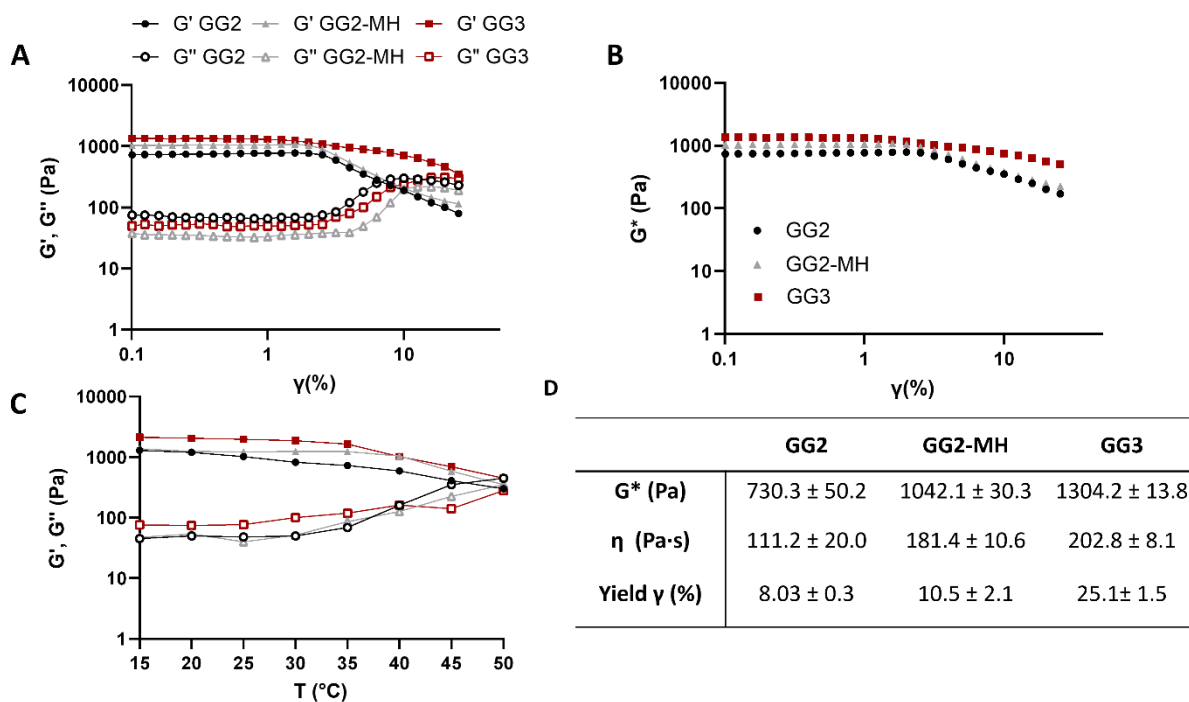 G' GG2 G' GG2-MH G' GG3
G" GG2 G" GG2-MH G" GG3
A
10000
1000
100
10
1
G', G" (Pa)
0.1 1 10
γ(%)
B
10000
1000
100
10
1
G* (Pa)
GG2
GG2-MH
GG3
0.1 1 10
γ(%)
C
10000
1000
100
10
1
G', G" (Pa)
15 20 25 30 35 40 45 50
T (°C)
D
GG2 GG2-MH GG3
G* (Pa) 730.3 ± 50.2 1042.1 ± 30.3 1304.2 ± 13.8
η (Pa·s) 111.2 ± 20.0 181.4 ± 10.6 202.8 ± 8.1
Yield γ (%) 8.03 ± 0.3 10.5 ± 2.1 25.1± 1.5